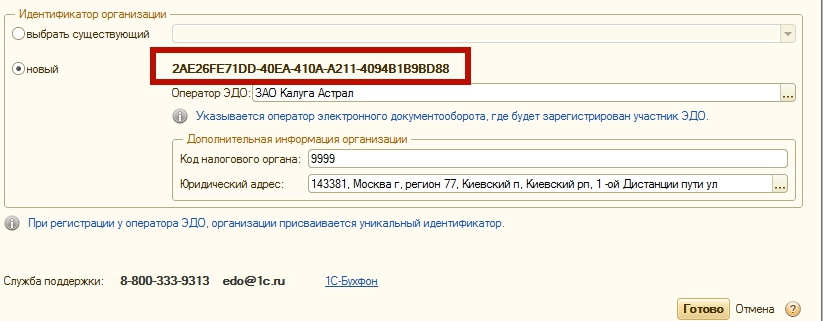 Идентификатор организации
выбрать существующий
новый 2AE26FE71DD-40EA-410A-A211-4094B1B9BD88
Оператор ЭДО: ЗАО Калуга Астрал ...
Указывается оператор электронного документооборота, где будет зарегистрирован участник ЭДО.
Дополнительная информация организации
Код налогового органа: 9999
Юридический адрес: 143381, Москва г, регион 77, Киевский п, Киевский рп, 1 -ой Дистанции пути ул ...
При регистрации у оператора ЭДО, организации присваивается уникальный идентификатор.
Служба поддержки: 8-800-333-9313 edo@1c.ru 1С-Бухфон
Готово Отмена ?